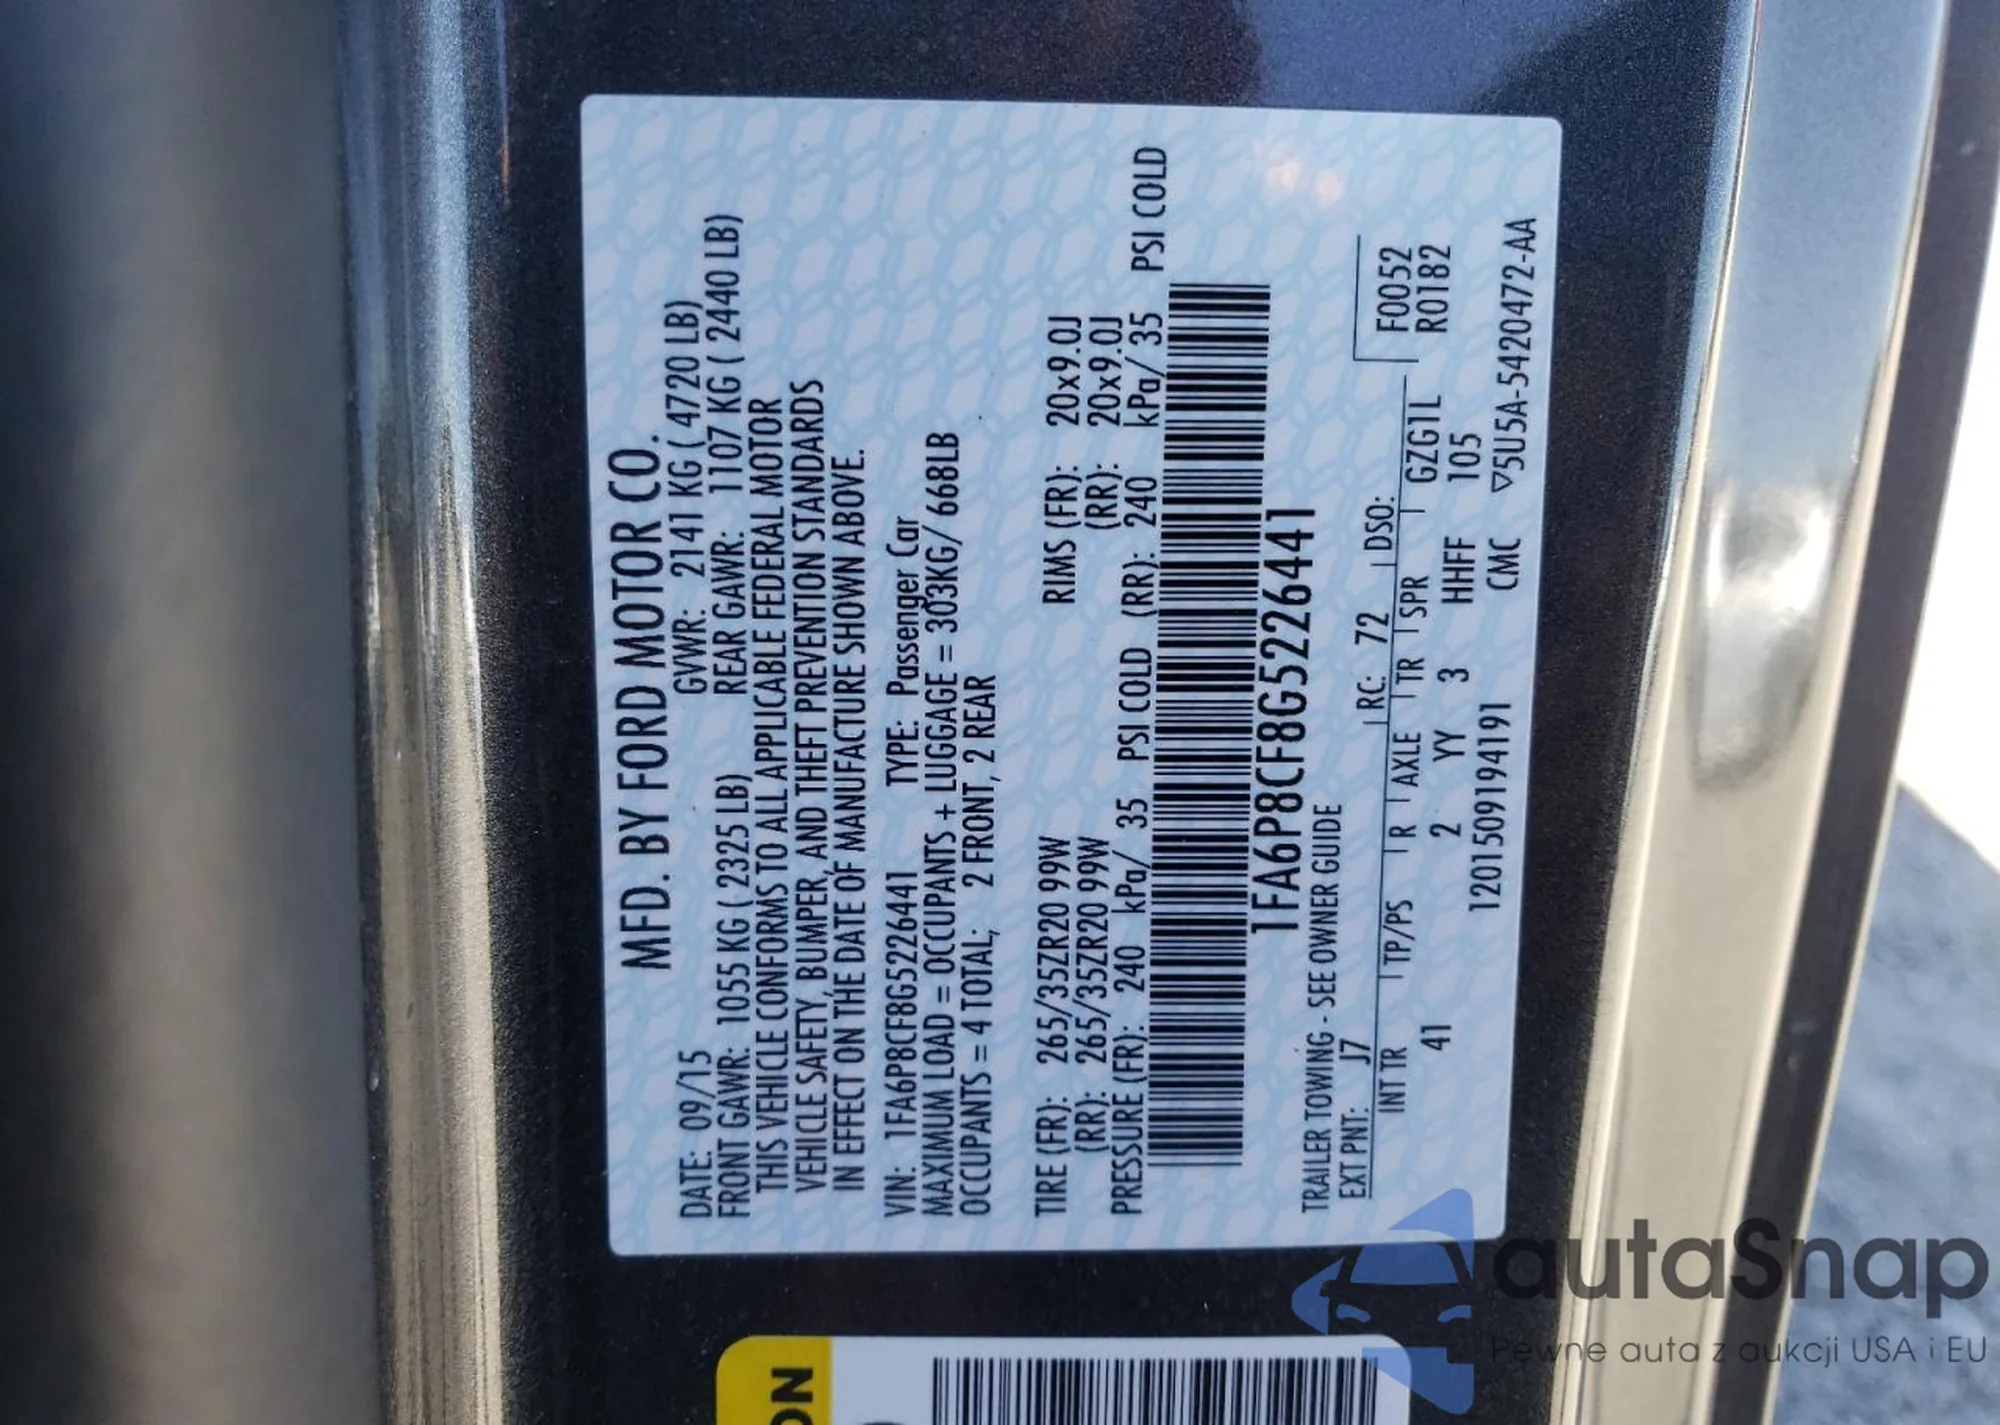 MFD. BY FORD MOTOR CO.
DATE: 09/15 GVWR: 2141 KG ( 4720 LB)
FRONT GAWR: 1055 KG ( 2325 LB) REAR GAWR: 1107 KG ( 2440 LB)
THIS VEHICLE CONFORMS TO ALL APPLICABLE FEDERAL MOTOR
VEHICLE SAFETY, BUMPER, AND THEFT PREVENTION STANDARDS
IN EFFECT ON THE DATE OF MANUFACTURE SHOWN ABOVE.
VIN: 1FA6P8CF8G5226441 TYPE: Passenger Car
MAXIMUM LOAD = OCCUPANTS + LUGGAGE = 303KG/ 668LB
OCCUPANTS = 4 TOTAL; 2 FRONT, 2 REAR
TIRE (FR): 265/35ZR20 99W RIMS (FR): 20x9.0J
(RR): 265/35ZR20 99W (RR): 20x9.0J
PRESSURE (FR): 240 kPa/ 35 PSI COLD (RR): 240 kPa/ 35 PSI COLD
1FA6P8CF8G5226441
TRAILER TOWING - SEE OWNER GUIDE
EXT PNT: J7 RC: 72 DSO: F0052
INT TR TP/PS R AXLE TR SPR GZG1L R0182
41 2 YY 3 HHFF 105
12015091​94191 CMC ▽5U5A-5420472-AA
ON
autaSnap
Pewne auta z aukcji USA i EU